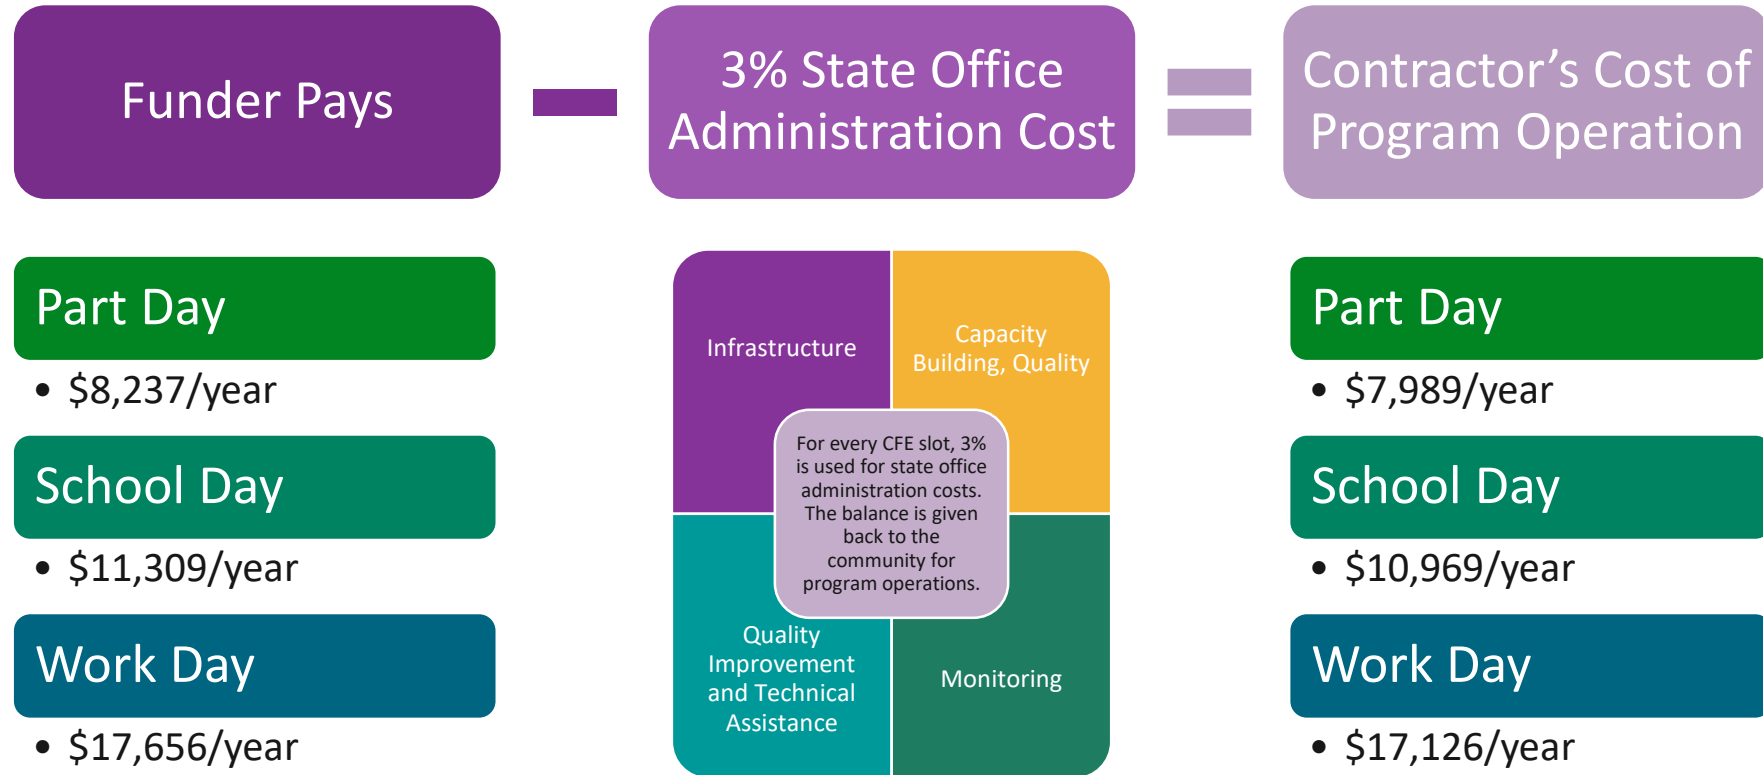 Funder Pays
3% State Office
Administration Cost
Contractor’s Cost of
Program Operation
Part Day
• $8,237/year
School Day
• $11,309/year
Work Day
• $17,656/year
Infrastructure
Capacity
Building, Quality
For every CFE slot, 3%
is used for state office
administration costs.
The balance is given
back to the
community for
program operations.
Quality
Improvement
and Technical
Assistance
Monitoring
Part Day
• $7,989/year
School Day
• $10,969/year
Work Day
• $17,126/year